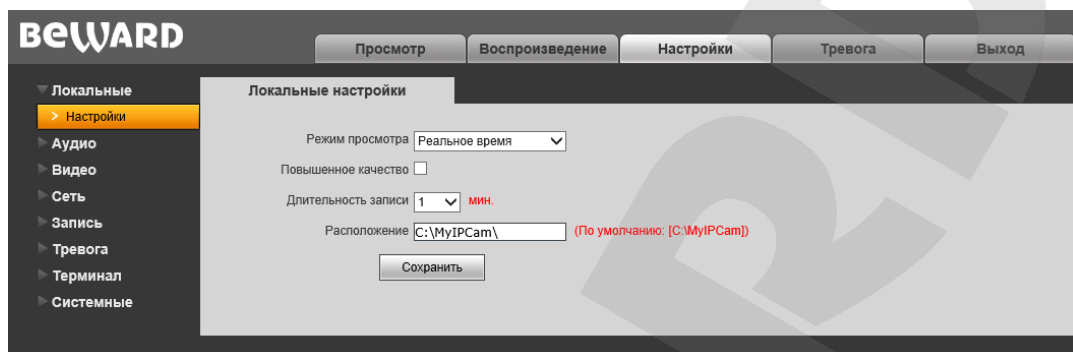 BEWARD
Просмотр Воспроизведение Настройки Тревога Выход
Локальные
> Настройки
Аудио
Видео
Сеть
Запись
Тревога
Терминал
Системные
Локальные настройки
Режим просмотра Реальное время
Повышенное качество
Длительность записи 1 мин.
Расположение C:\MyIPCam\ (По умолчанию: [C:\MyIPCam])
Сохранить